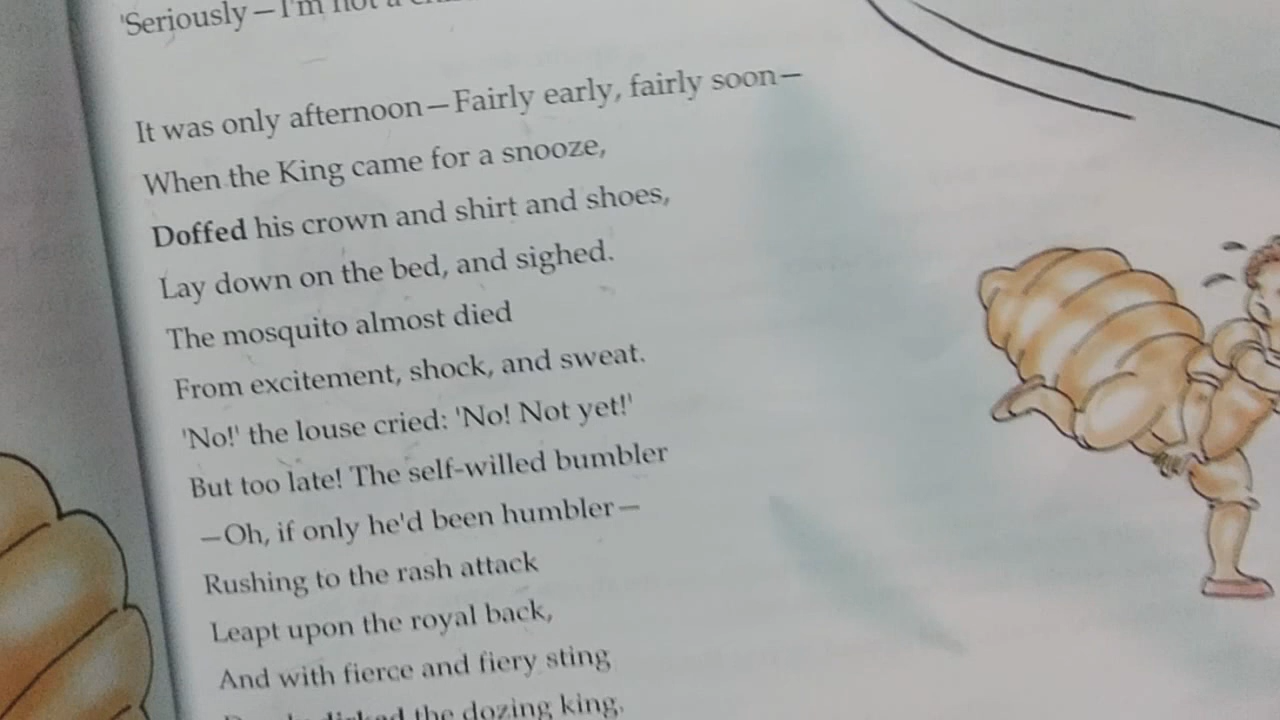 'Seriously—I'm not a
It was only afternoon—Fairly early, fairly soon—
When the King came for a snooze,
Doffed his crown and shirt and shoes,
Lay down on the bed, and sighed.
The mosquito almost died
From excitement, shock, and sweat.
'No!' the louse cried: 'No! Not yet!'
But too late! The self-willed bumbler
—Oh, if only he'd been humbler—
Rushing to the rash attack
Leapt upon the royal back,
And with fierce and fiery sting
the dozing king.